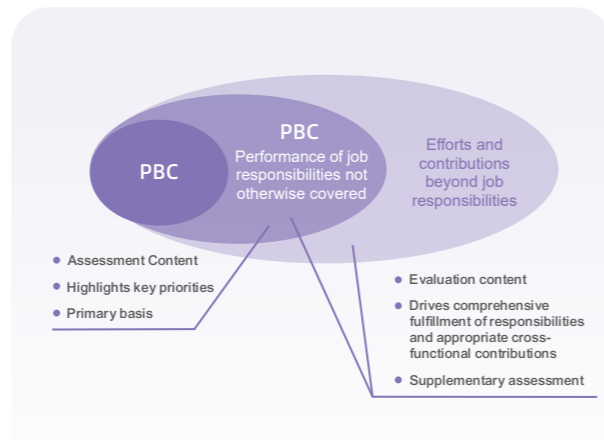 PBC
PBC
Performance of job
responsibilities not
otherwise covered
Efforts and
contributions
beyond job
responsibilities
Assessment Content
Highlights key priorities
Primary basis
Evaluation content
Drives comprehensive
fulfillment of responsibilities
and appropriate cross-
functional contributions
Supplementary assessment